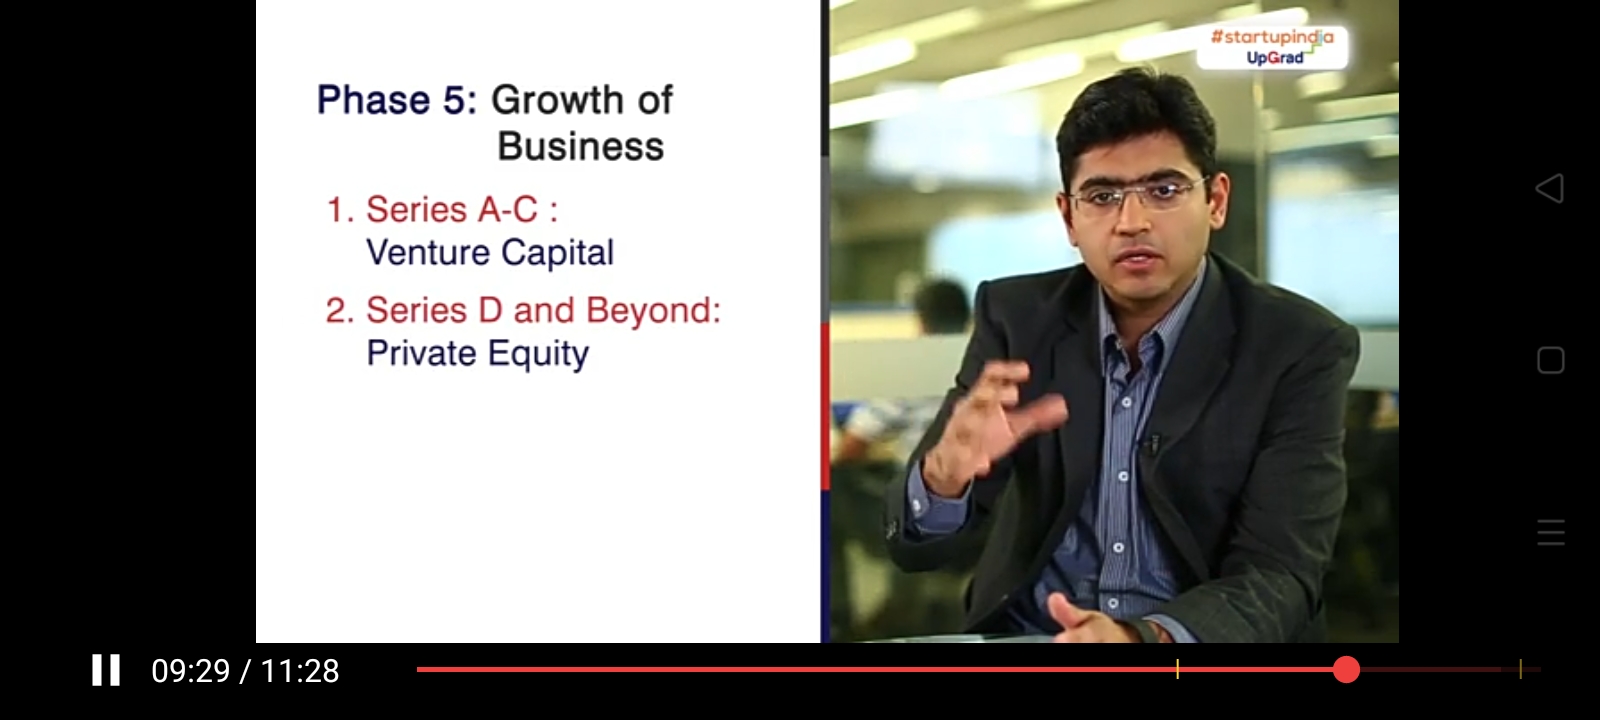 Phase 5: Growth of
Business
1. Series A-C :
Venture Capital
2. Series D and Beyond:
Private Equity
#startupindia
UpGrad
09:29 / 11:28